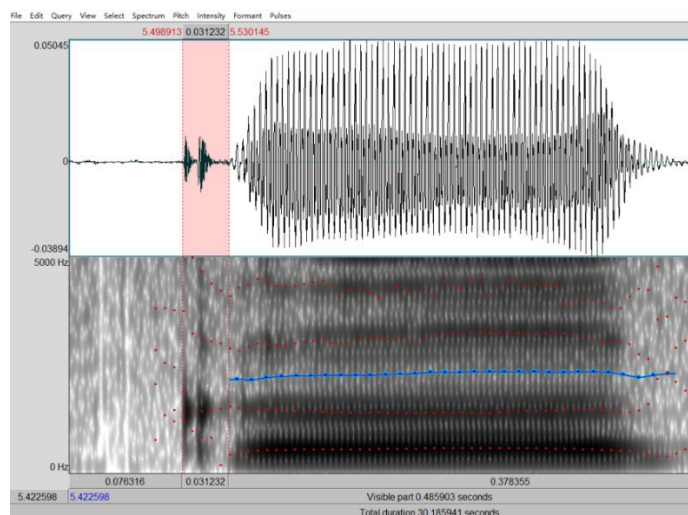 File Edit Query View Select Spectrum Pitch Intensity Formant Pulses
5.498913 0.031232 5.530145
0.05045
0
-0.03894
5000 Hz
0 Hz
0.076316 0.031232 0.378355
5.422598 5.422598 Visible part 0.485903 seconds
Total duration 30.185941 seconds